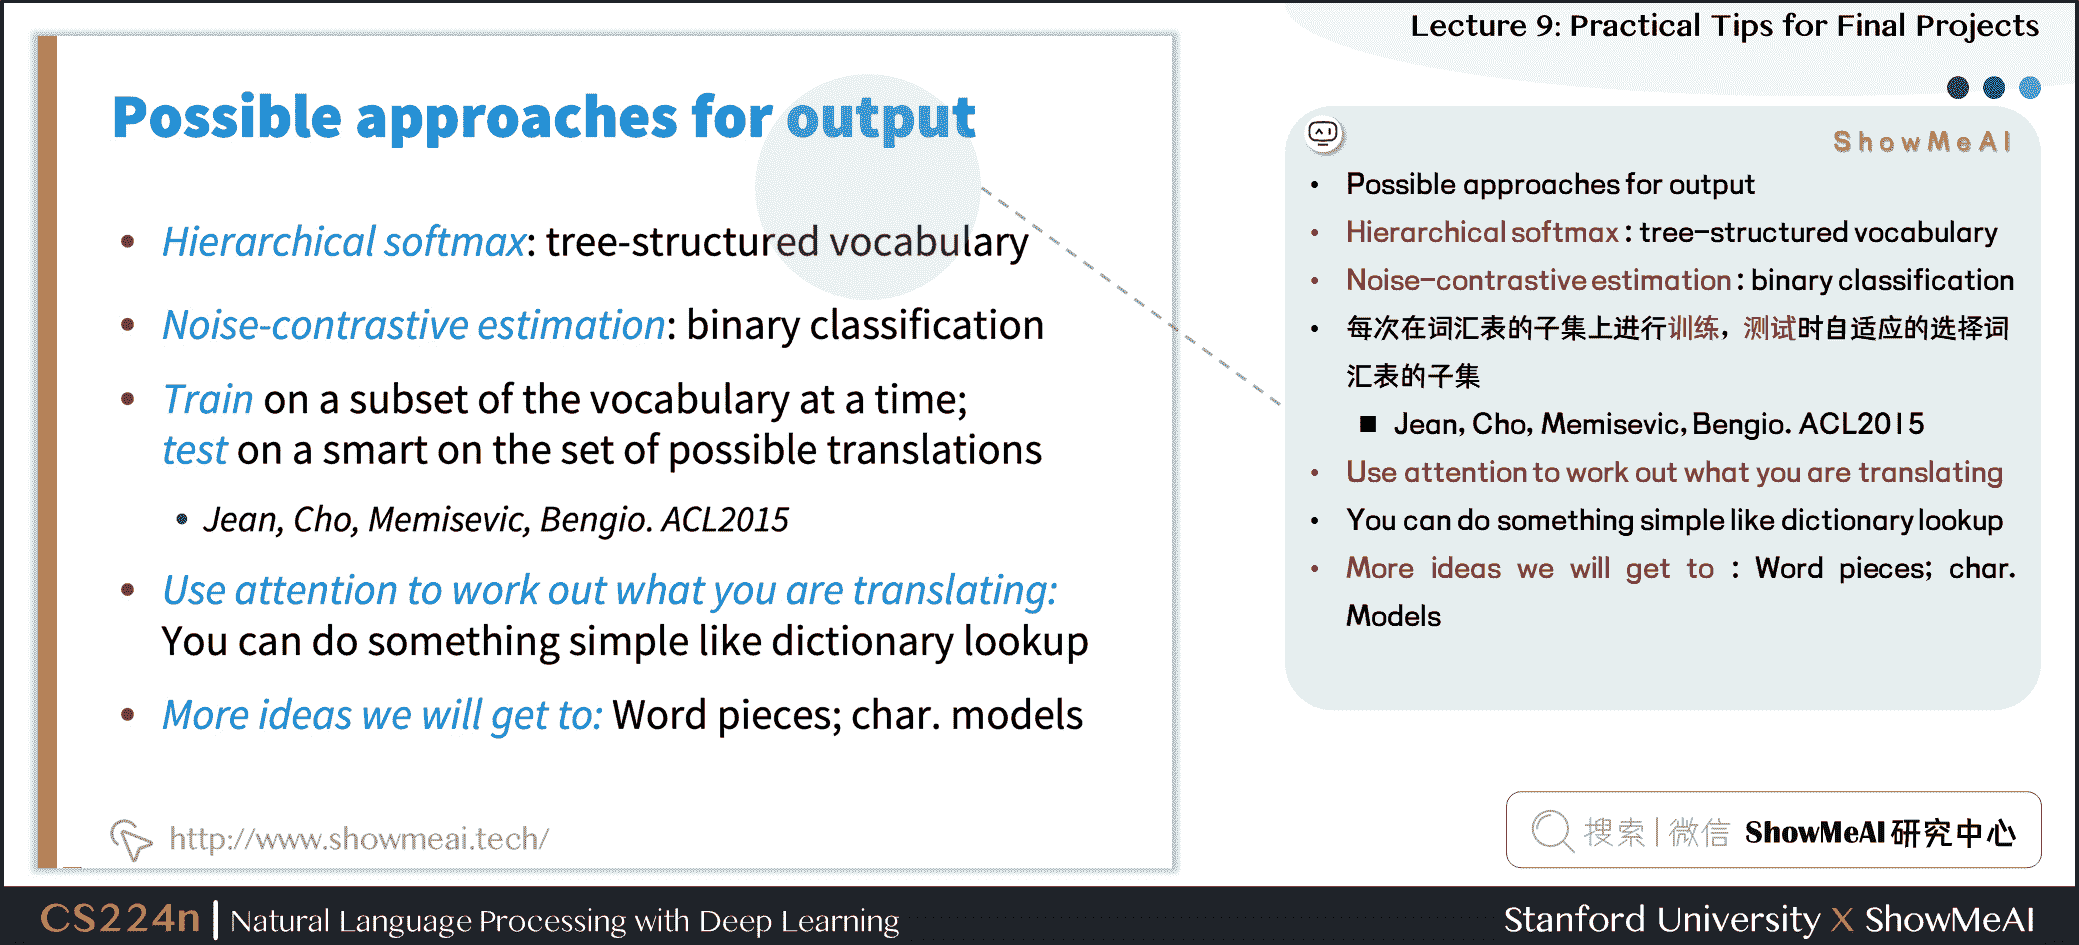 Lecture 9: Practical Tips for Final Projects
Possible approaches for output
• Hierarchical softmax: tree-structured vocabulary
• Noise-contrastive estimation: binary classification
• Train on a subset of the vocabulary at a time;
test on a smart on the set of possible translations
• Jean, Cho, Memisevic, Bengio. ACL2015
• Use attention to work out what you are translating:
You can do something simple like dictionary lookup
• More ideas we will get to: Word pieces; char. models
http://www.showmeai.tech/
ShowMeAI
• Possible approaches for output
• Hierarchical softmax : tree-structured vocabulary
• Noise-contrastive estimation : binary classification
• 每次在词汇表的子集上进行训练，测试时自适应的选择词
汇表的子集
■ Jean, Cho, Memisevic, Bengio. ACL2015
• Use attention to work out what you are translating
• You can do something simple like dictionary lookup
• More ideas we will get to : Word pieces; char.
Models
搜索 | 微信 ShowMeAI 研究中心
CS224n | Natural Language Processing with Deep Learning
Stanford University X ShowMeAI